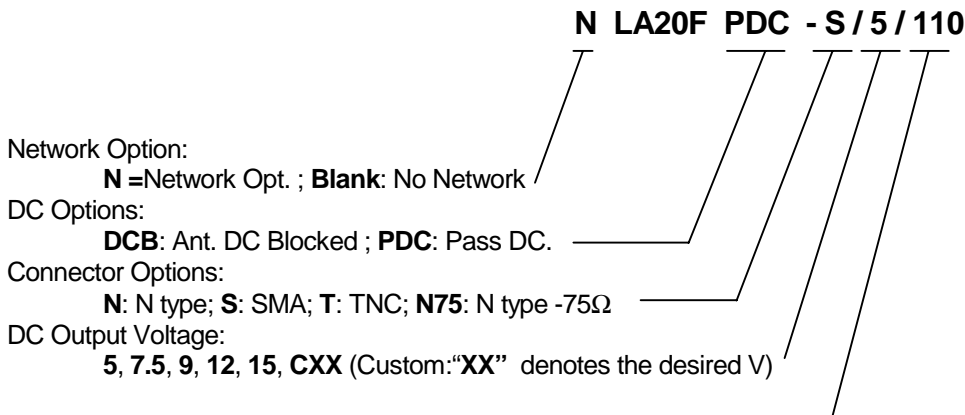 N LA20F PDC - S / 5 / 110
Network Option:
N =Network Opt. ; Blank: No Network
DC Options:
DCB: Ant. DC Blocked ; PDC: Pass DC.
Connector Options:
N: N type; S: SMA; T: TNC; N75: N type -75Ω
DC Output Voltage:
5, 7.5, 9, 12, 15, CXX (Custom:“XX” denotes the desired V)